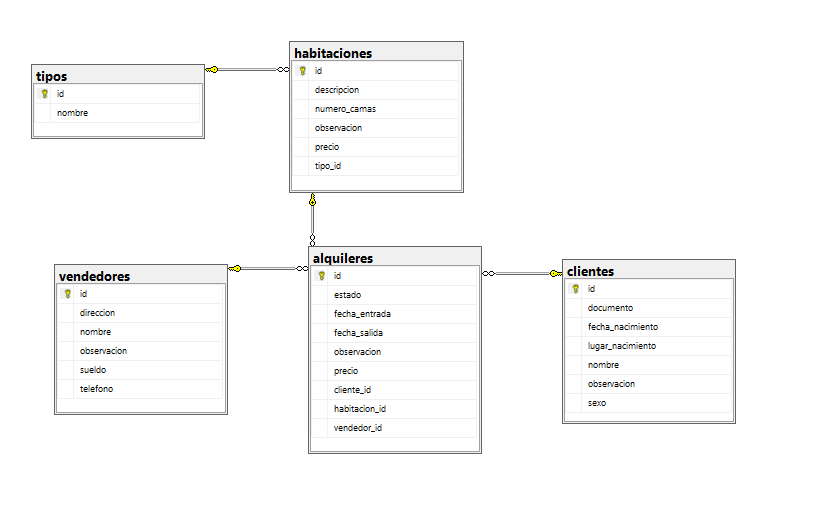 tipos
id
nombre
habitaciones
id
descripcion
numero_camas
observacion
precio
tipo_id
vendedores
id
direccion
nombre
observacion
sueldo
telefono
alquileres
id
estado
fecha_entrada
fecha_salida
observacion
precio
cliente_id
habitacion_id
vendedor_id
clientes
id
documento
fecha_nacimiento
lugar_nacimiento
nombre
observacion
sexo